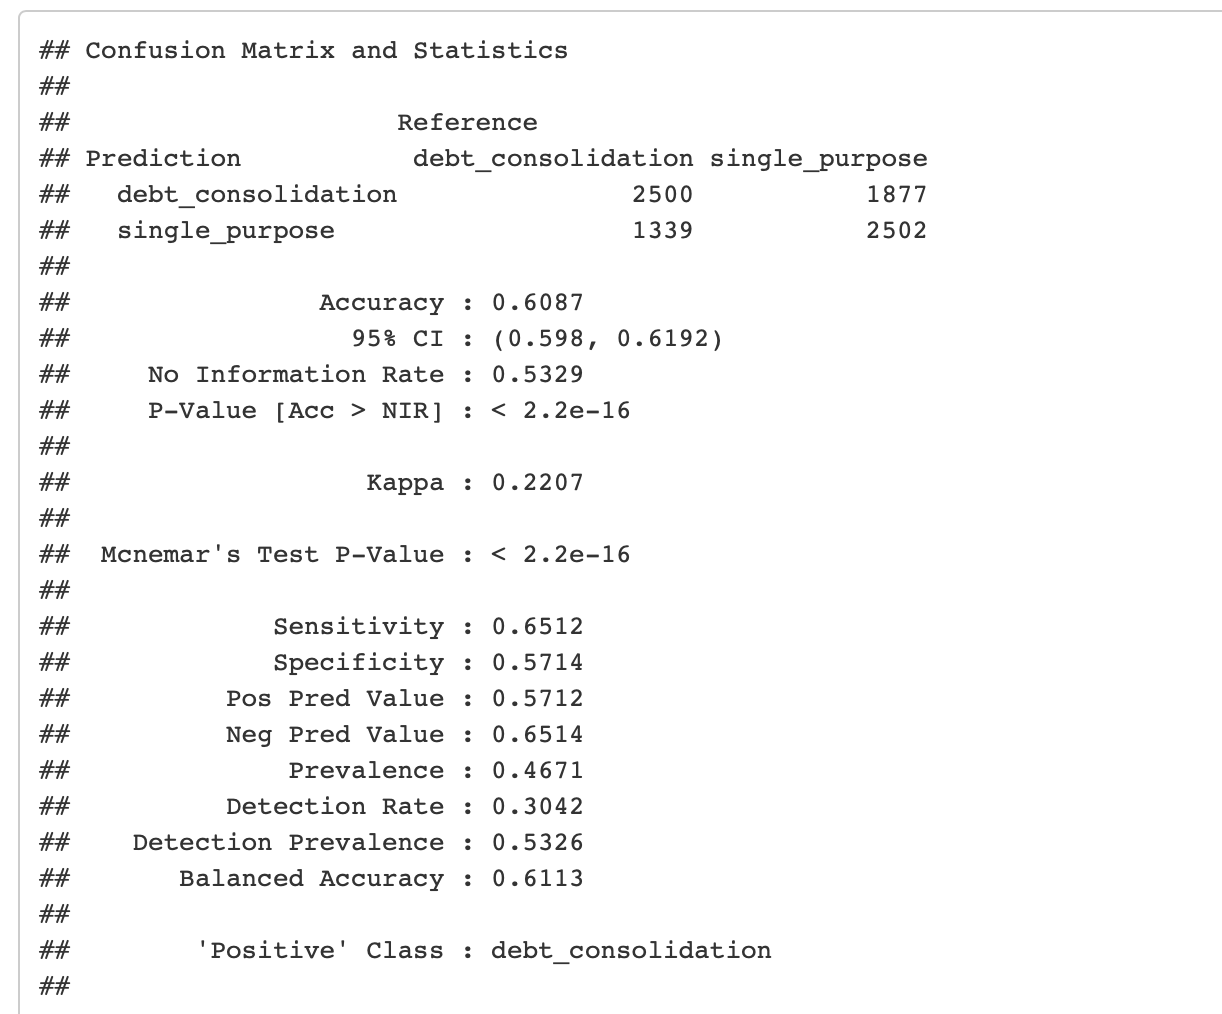 ## Confusion Matrix and Statistics
##
##                      Reference
## Prediction           debt_consolidation single_purpose
##   debt_consolidation               2500           1877
##   single_purpose                   1339           2502
##
##                Accuracy : 0.6087
##                  95% CI : (0.598, 0.6192)
##     No Information Rate : 0.5329
##     P-Value [Acc > NIR] : < 2.2e-16
##
##                   Kappa : 0.2207
##
##  Mcnemar's Test P-Value : < 2.2e-16
##
##             Sensitivity : 0.6512
##             Specificity : 0.5714
##          Pos Pred Value : 0.5712
##          Neg Pred Value : 0.6514
##              Prevalence : 0.4671
##          Detection Rate : 0.3042
##    Detection Prevalence : 0.5326
##       Balanced Accuracy : 0.6113
##
##        'Positive' Class : debt_consolidation
##